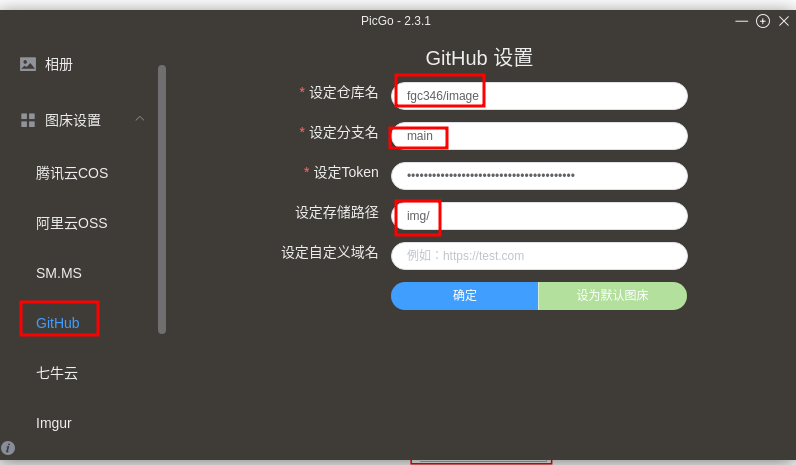 PicGo - 2.3.1
相册
图床设置
腾讯云COS
阿里云OSS
SM.MS
GitHub
七牛云
Imgur
GitHub 设置
* 设定仓库名
fgc346/image
* 设定分支名
main
* 设定Token
••••••••••••••••••••••••••••••••••••••••
设定存储路径
img/
设定自定义域名
例如：https://test.com
确定
设为默认图床